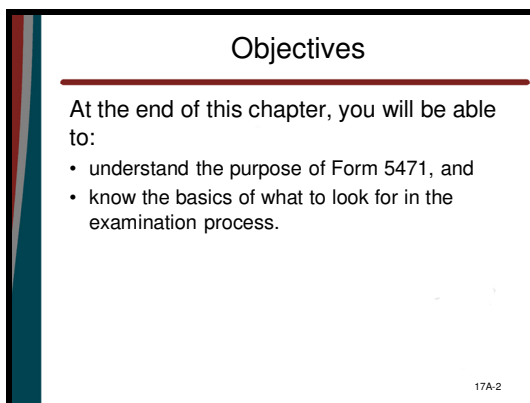 Objectives
At the end of this chapter, you will be able
to:
• understand the purpose of Form 5471, and
• know the basics of what to look for in the
examination process.
17A-2